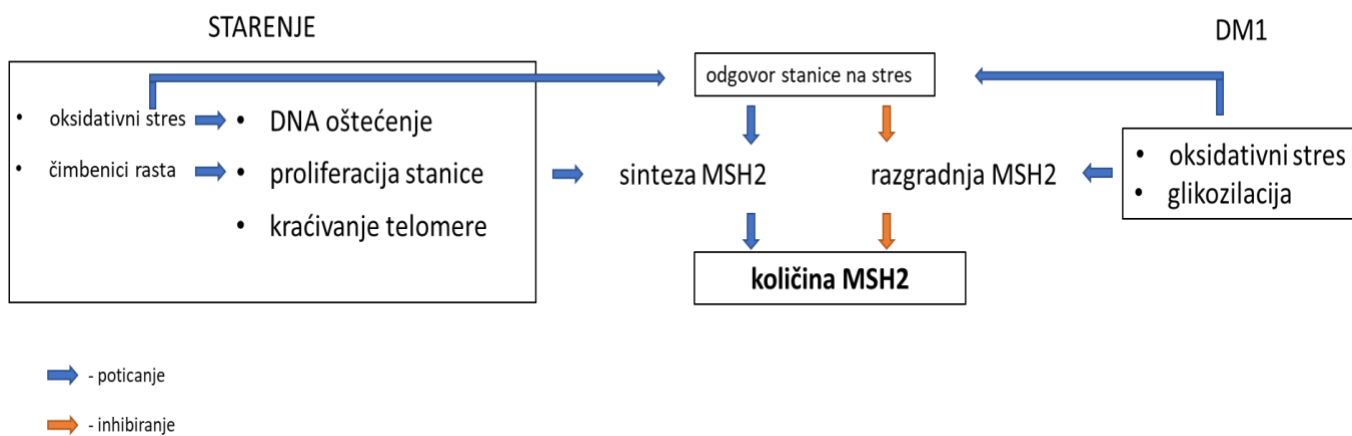 STARENJE
DM1
odgovor stanice na stres
• oksidativni stres
• DNA oštećenje
• čimbenici rasta
• proliferacija stanice
• kraćivanje telomere
sinteza MSH2
razgradnja MSH2
• oksidativni stres
• glikozilacija
količina MSH2
- poticanje
- inhibiranje